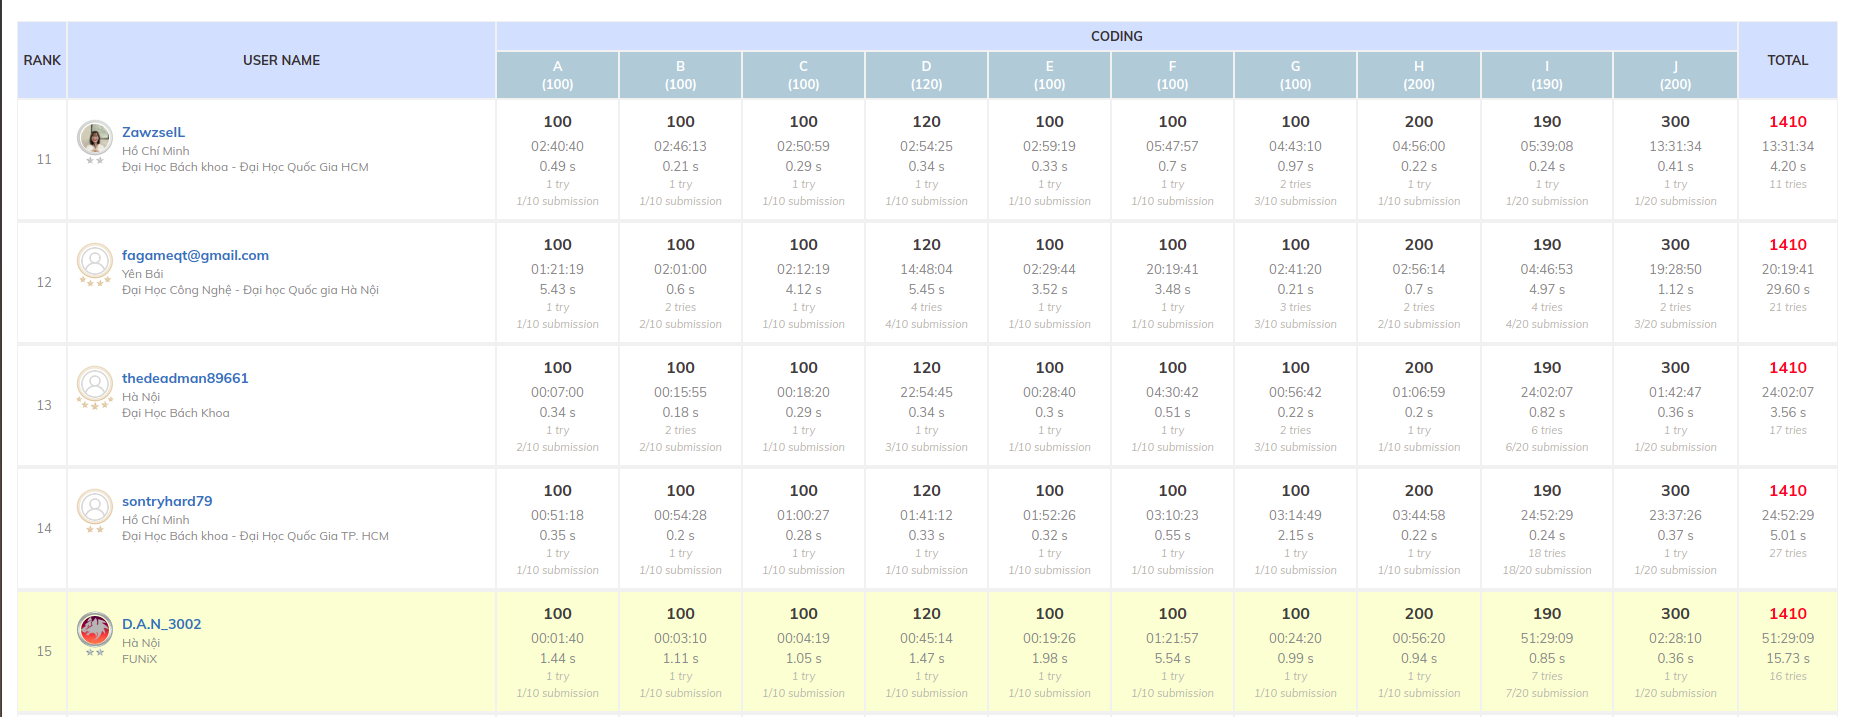 RANK USER NAME CODING TOTAL
A B C D E F G H I J
(100) (100) (100) (120) (100) (100) (100) (200) (190) (200)
ZawzseIL 100 100 100 120 100 100 100 200 190 300 1410
Hồ Chí Minh 02:40:40 02:46:13 02:50:59 02:54:25 02:59:19 05:47:57 04:43:10 04:56:00 05:39:08 13:31:34 13:31:34
11 Đại Học Bách khoa - Đại Học Quốc Gia HCM 0.49 s 0.21 s 0.29 s 0.34 s 0.33 s 0.7 s 0.97 s 0.22 s 0.24 s 0.41 s 4.20 s
1 try 1 try 1 try 1 try 1 try 1 try 2 tries 1 try 1 try 1 try 11 tries
1/10 submission 1/10 submission 1/10 submission 1/10 submission 1/10 submission 1/10 submission 3/10 submission 1/10 submission 1/20 submission 1/20 submission
fagameqt@gmail.com 100 100 100 120 100 100 100 200 190 300 1410
Yên Bái 01:21:19 02:01:00 02:12:19 14:48:04 02:29:44 20:19:41 02:41:20 02:56:14 04:46:53 19:28:50 20:19:41
12 Đại Học Công Nghệ - Đại học Quốc gia Hà Nội 5.43 s 0.6 s 4.12 s 5.45 s 3.52 s 3.48 s 0.21 s 0.7 s 4.97 s 1.12 s 29.60 s
1 try 2 tries 1 try 4 tries 1 try 1 try 3 tries 2 tries 4 tries 2 tries 21 tries
1/10 submission 2/10 submission 1/10 submission 4/10 submission 1/10 submission 1/10 submission 3/10 submission 2/10 submission 4/20 submission 3/20 submission
thedeadman89661 100 100 100 120 100 100 100 200 190 300 1410
Hà Nội 00:07:00 00:15:55 00:18:20 22:54:45 00:28:40 04:30:42 00:56:42 01:06:59 24:02:07 01:42:47 24:02:07
13 Đại Học Bách Khoa 0.34 s 0.18 s 0.29 s 0.34 s 0.3 s 0.51 s 0.22 s 0.2 s 0.82 s 0.36 s 3.56 s
1 try 2 tries 1 try 1 try 1 try 1 try 2 tries 1 try 6 tries 1 try 17 tries
2/10 submission 2/10 submission 1/10 submission 3/10 submission 1/10 submission 1/10 submission 3/10 submission 1/10 submission 6/20 submission 1/20 submission
sontryhard79 100 100 100 120 100 100 100 200 190 300 1410
Hồ Chí Minh 00:51:18 00:54:28 01:00:27 01:41:12 01:52:26 03:10:23 03:14:49 03:44:58 24:52:29 23:37:26 24:52:29
14 Đại Học Bách khoa - Đại Học Quốc Gia TP. HCM 0.35 s 0.2 s 0.28 s 0.33 s 0.32 s 0.55 s 2.15 s 0.22 s 0.24 s 0.37 s 5.01 s
1 try 1 try 1 try 1 try 1 try 1 try 1 try 1 try 18 tries 1 try 27 tries
1/10 submission 1/10 submission 1/10 submission 1/10 submission 1/10 submission 1/10 submission 1/10 submission 1/10 submission 18/20 submission 1/20 submission
D.A.N_3002 100 100 100 120 100 100 100 200 190 300 1410
Hà Nội 00:01:40 00:03:10 00:04:19 00:45:14 00:19:26 01:21:57 00:24:20 00:56:20 51:29:09 02:28:10 51:29:09
15 FUNiX 1.44 s 1.11 s 1.05 s 1.47 s 1.98 s 5.54 s 0.99 s 0.94 s 0.85 s 0.36 s 15.73 s
1 try 1 try 1 try 1 try 1 try 1 try 1 try 1 try 7 tries 1 try 16 tries
1/10 submission 1/10 submission 1/10 submission 1/10 submission 1/10 submission 1/10 submission 1/10 submission 1/10 submission 7/20 submission 1/20 submission